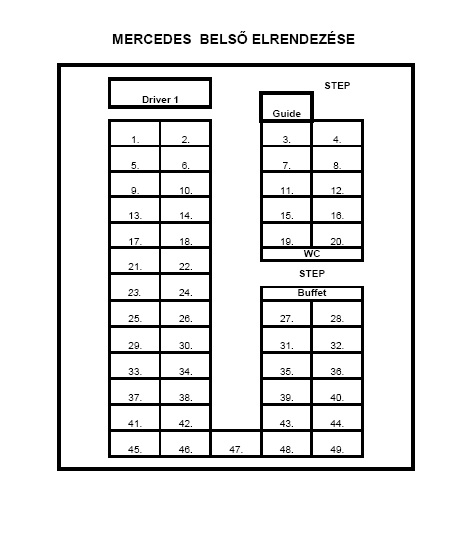 MERCEDES BELSŐ ELRENDEZÉSE
STEP
Driver 1
Guide
1. 2. 3. 4.
5. 6. 7. 8.
9. 10. 11. 12.
13. 14. 15. 16.
17. 18. 19. 20.
WC
21. 22.
STEP
23. 24. Buffet
25. 26. 27. 28.
29. 30. 31. 32.
33. 34. 35. 36.
37. 38. 39. 40.
41. 42. 43. 44.
45. 46. 47. 48. 49.